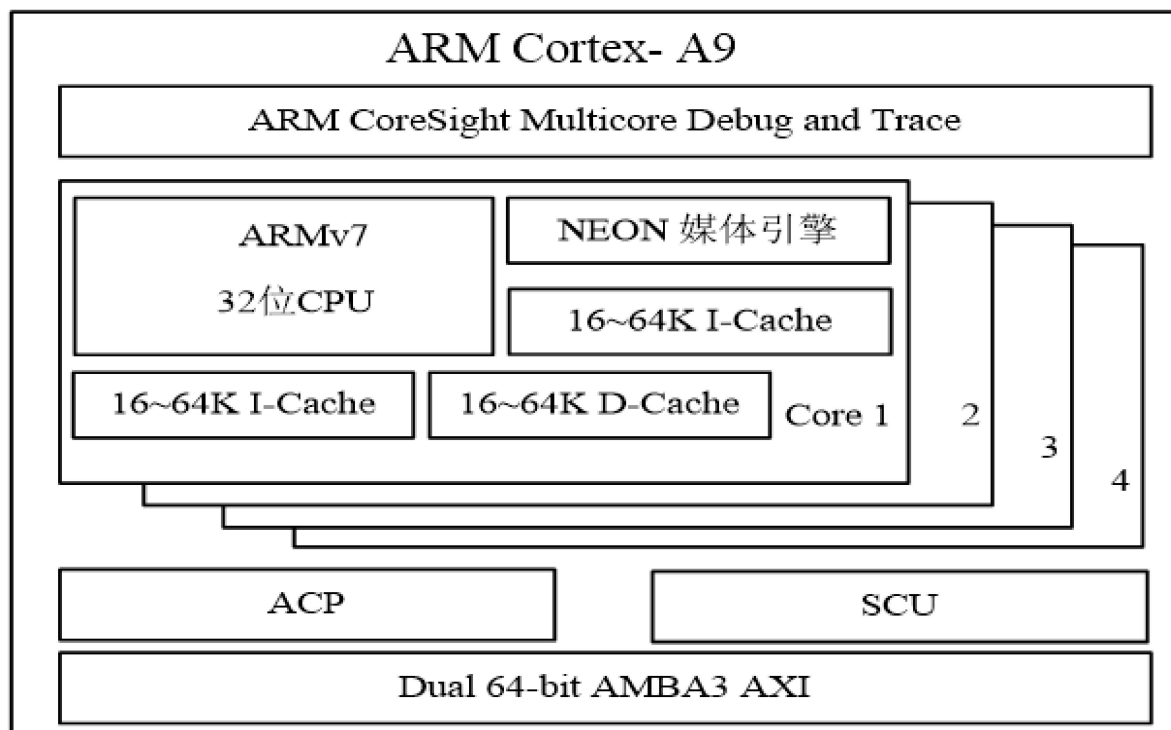 ARM Cortex- A9
ARM CoreSight Multicore Debug and Trace
ARMv7
32位CPU
NEON 媒体引擎
16~64K I-Cache
16~64K I-Cache
16~64K D-Cache
Core 1
2
3
4
ACP
SCU
Dual 64-bit AMBA3 AXI